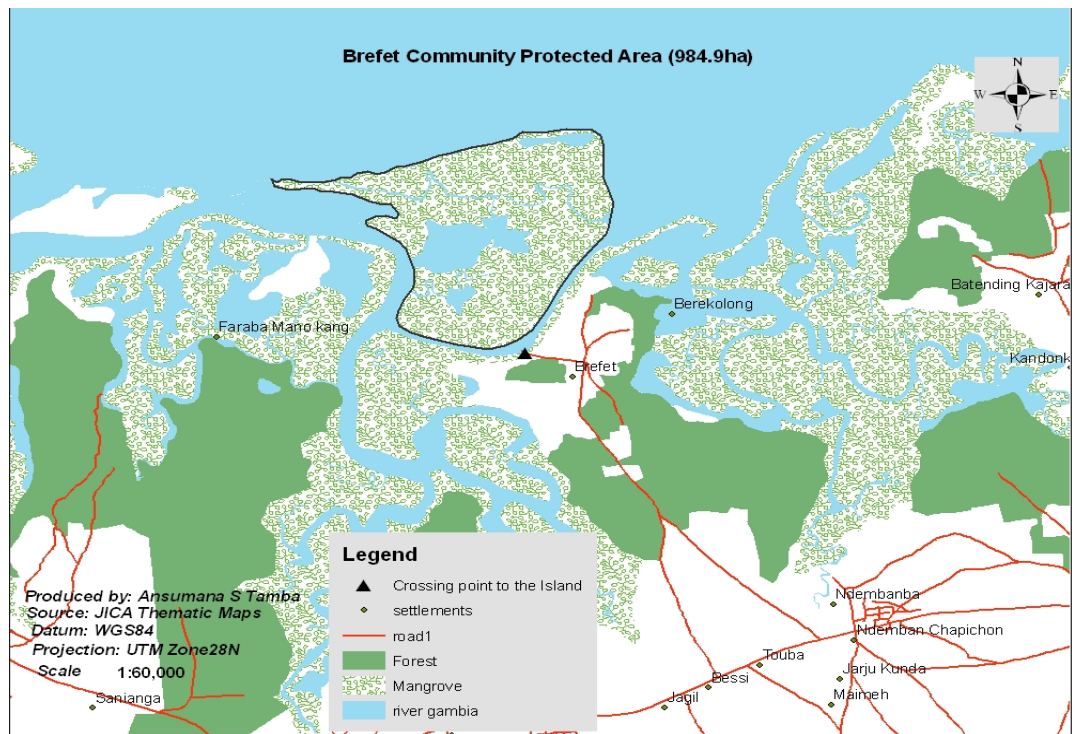 Brefet Community Protected Area (984.9ha)
N
W E
S
Batending Kajara
Berekolong
Faraba Mano kang
Kandonk
Brefet
Legend
Crossing point to the Island
settlements
road1
Forest
Mangrove
river gambia
Produced by: Ansumana S Tamba
Source: JICA Thematic Maps
Datum: WGS84
Projection: UTM Zone28N
Scale 1:60,000
Sanianga
Ndembanba
Ndemban Chapichon
Touba
Jarju Kunda
Bessi
Maimeh
Jagil